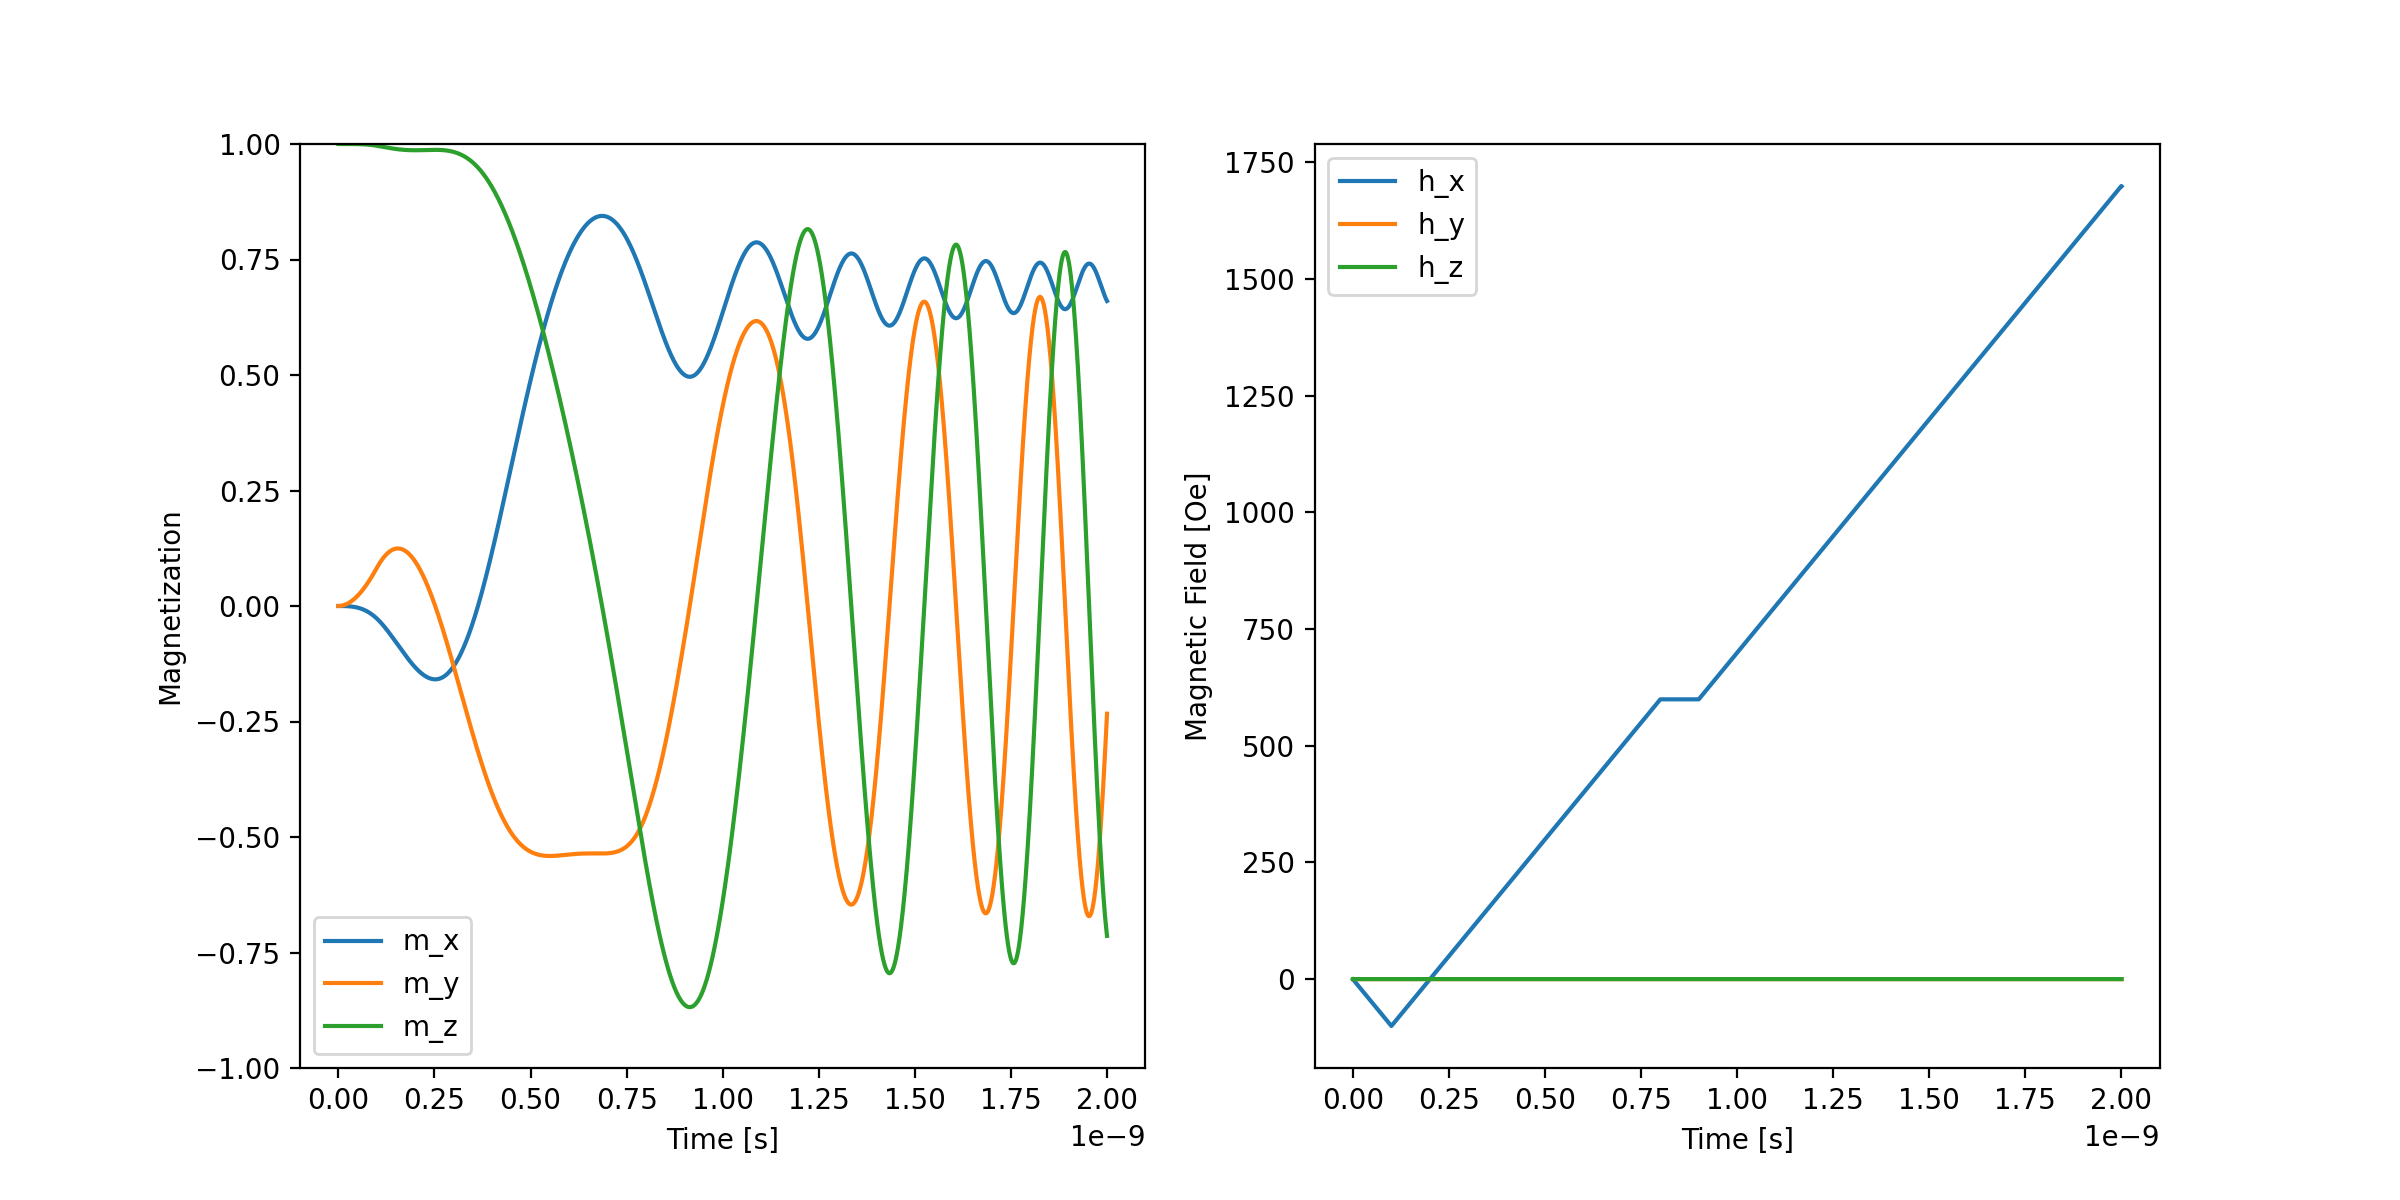 1.00
0.75
0.50
0.25
0.00
−0.25
−0.50
−0.75
−1.00
Magnetization
m_x
m_y
m_z
0.00 0.25 0.50 0.75 1.00 1.25 1.50 1.75 2.00
Time [s]
1e−9
1750
1500
1250
1000
750
500
250
0
Magnetic Field [Oe]
h_x
h_y
h_z
0.00 0.25 0.50 0.75 1.00 1.25 1.50 1.75 2.00
Time [s]
1e−9